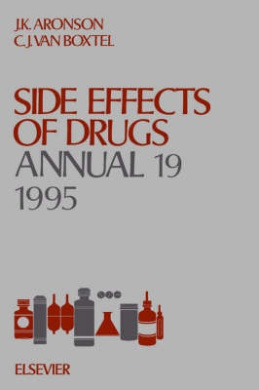 J.K. ARONSON
C.J. VAN BOXTEL
SIDE EFFECTS
OF DRUGS
ANNUAL 19
1995
ELSEVIER